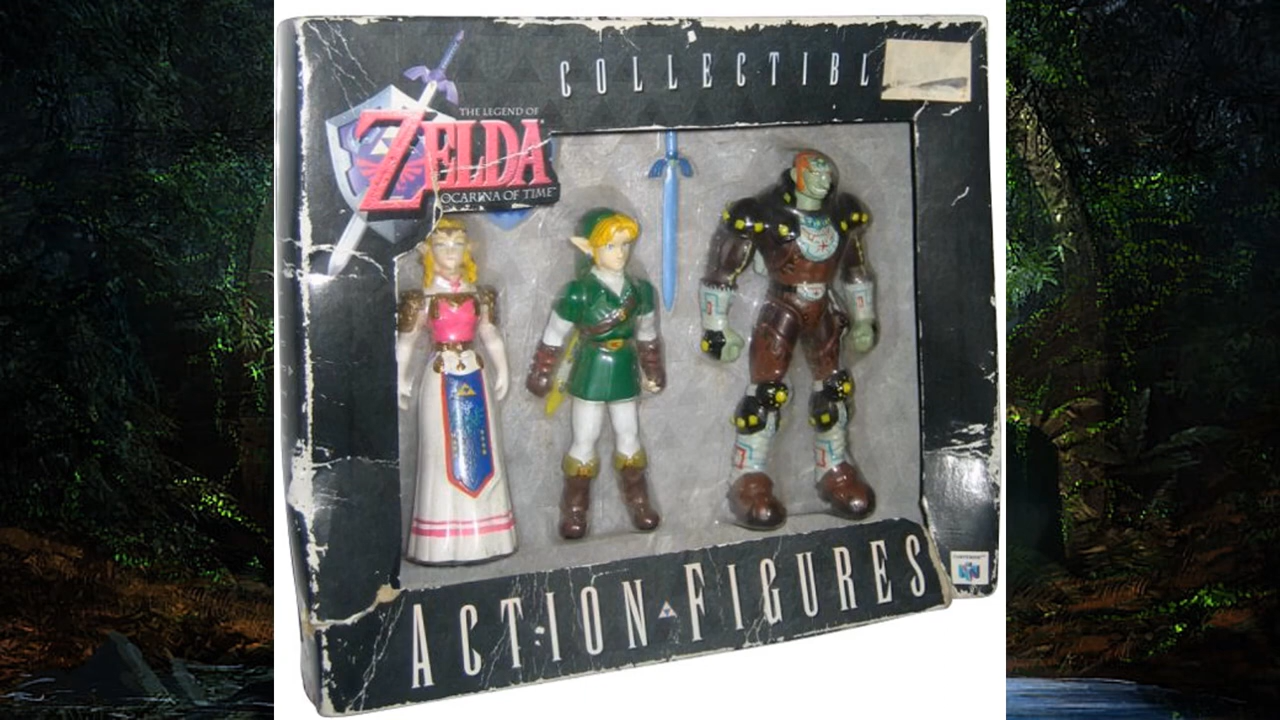 COLLECTIBL
THE LEGEND OF
ZELDA
OCARINA OF TIME
ACTION FIGURES